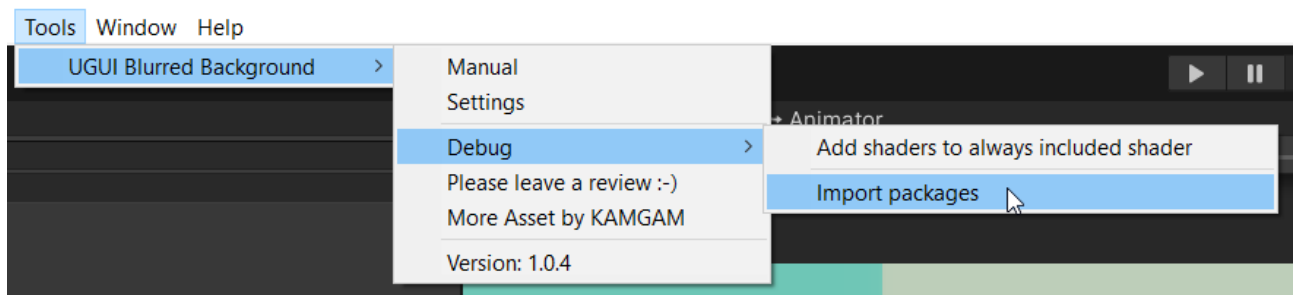 Tools Window Help
UGUI Blurred Background
Manual
Settings
Animator
Debug
Add shaders to always included shader
Please leave a review :-)
Import packages
More Asset by KAMGAM
Version: 1.0.4